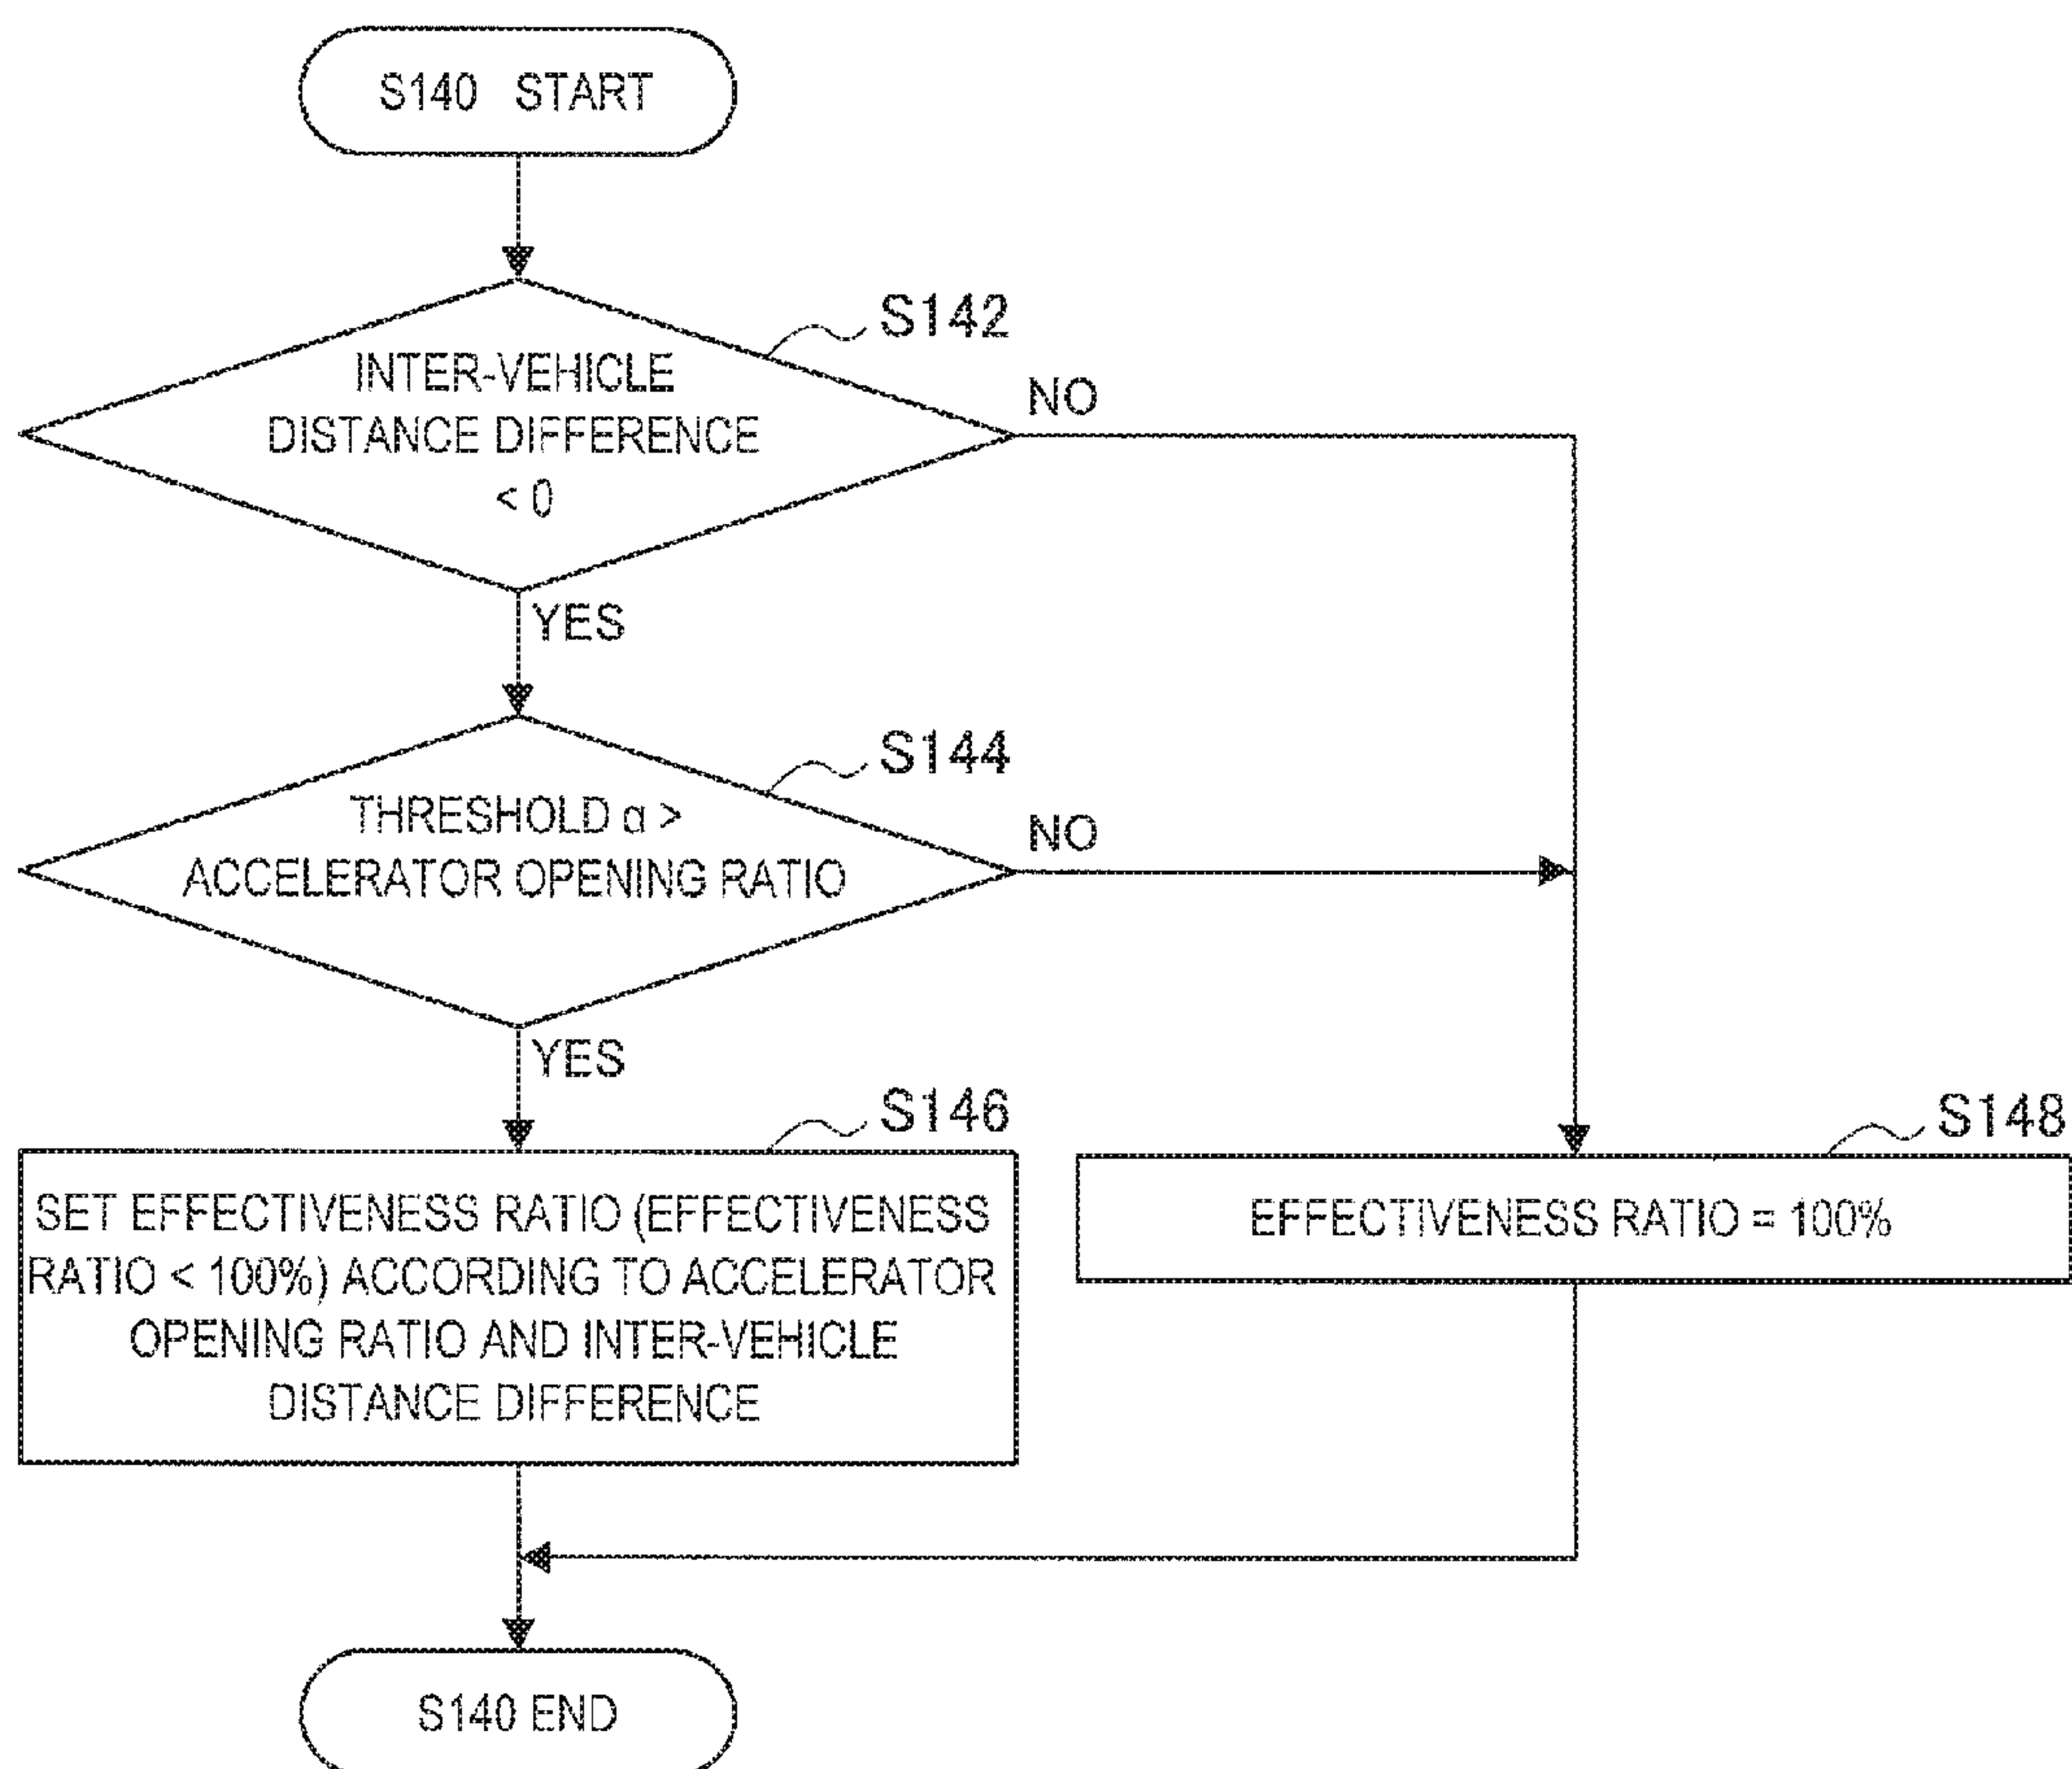 S140 START
S142
INTER-VEHICLE
DISTANCE DIFFERENCE
< 0
NO
YES
S144
THRESHOLD α >
ACCELERATOR OPENING RATIO
NO
YES
S146
SET EFFECTIVENESS RATIO (EFFECTIVENESS
RATIO < 100%) ACCORDING TO ACCELERATOR
OPENING RATIO AND INTER-VEHICLE
DISTANCE DIFFERENCE
S148
EFFECTIVENESS RATIO = 100%
S140 END